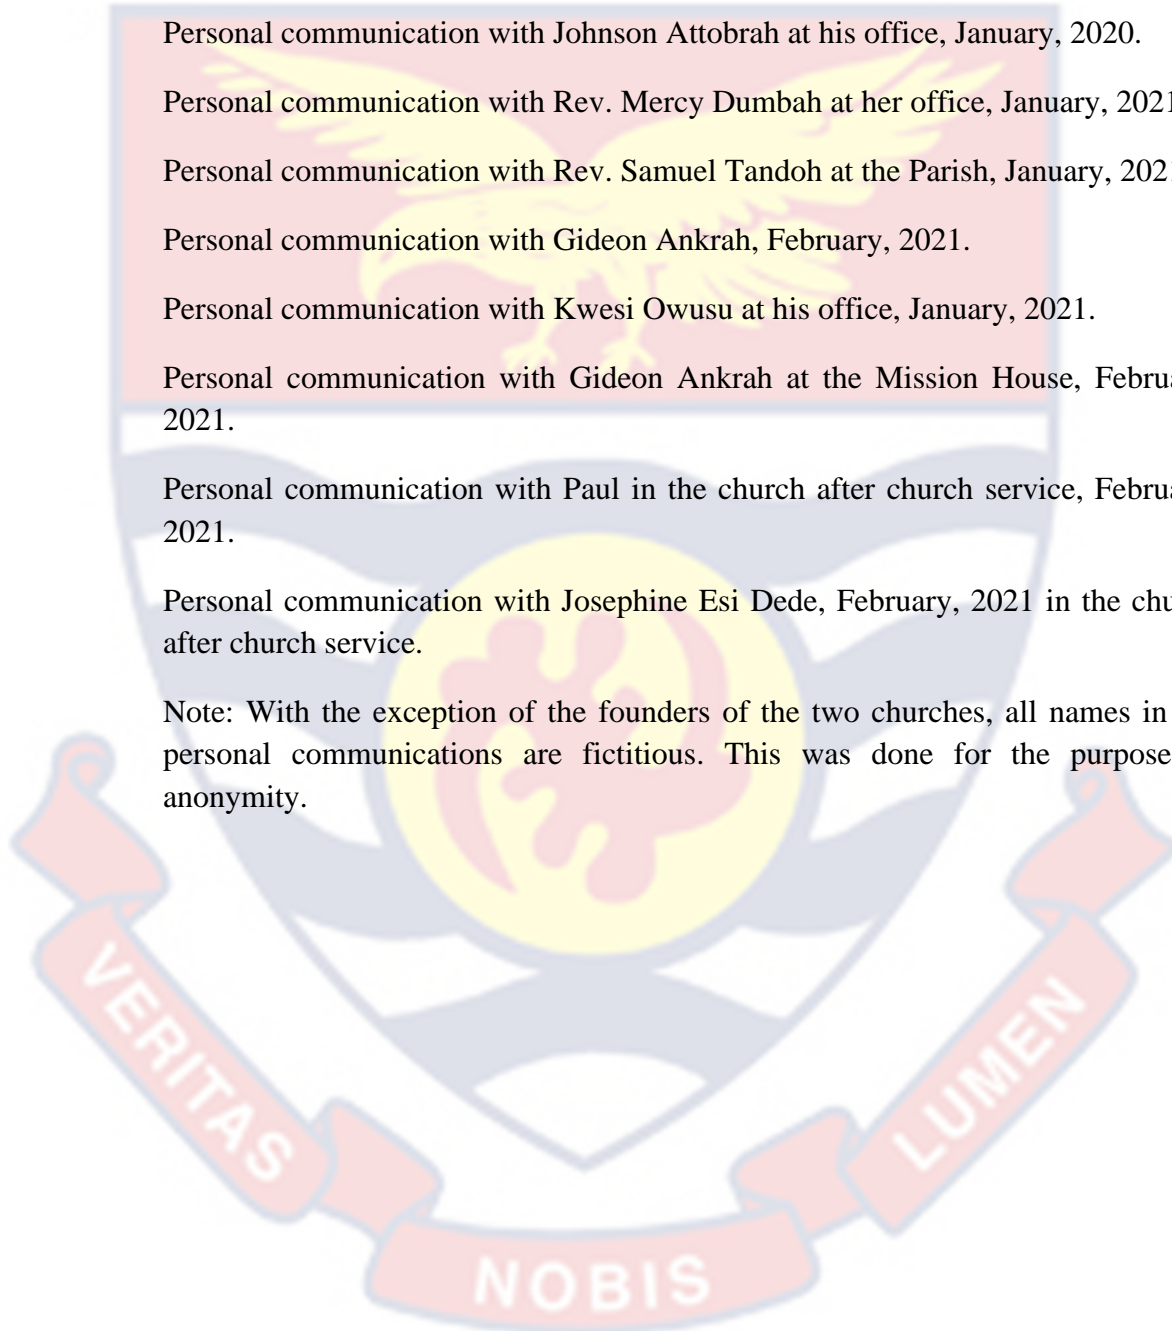 Personal communication with Johnson Attobrah at his office, January, 2020.
Personal communication with Rev. Mercy Dumbah at her office, January, 2021
Personal communication with Rev. Samuel Tandoh at the Parish, January, 202
Personal communication with Gideon Ankrah, February, 2021.
Personal communication with Kwesi Owusu at his office, January, 2021.
Personal communication with Gideon Ankrah at the Mission House, Februa
2021.
Personal communication with Paul in the church after church service, Februa
2021.
Personal communication with Josephine Esi Dede, February, 2021 in the chu
after church service.
Note: With the exception of the founders of the two churches, all names in
personal communications are fictitious. This was done for the purpose
anonymity.
VERITAS
NOBIS
LUMEN